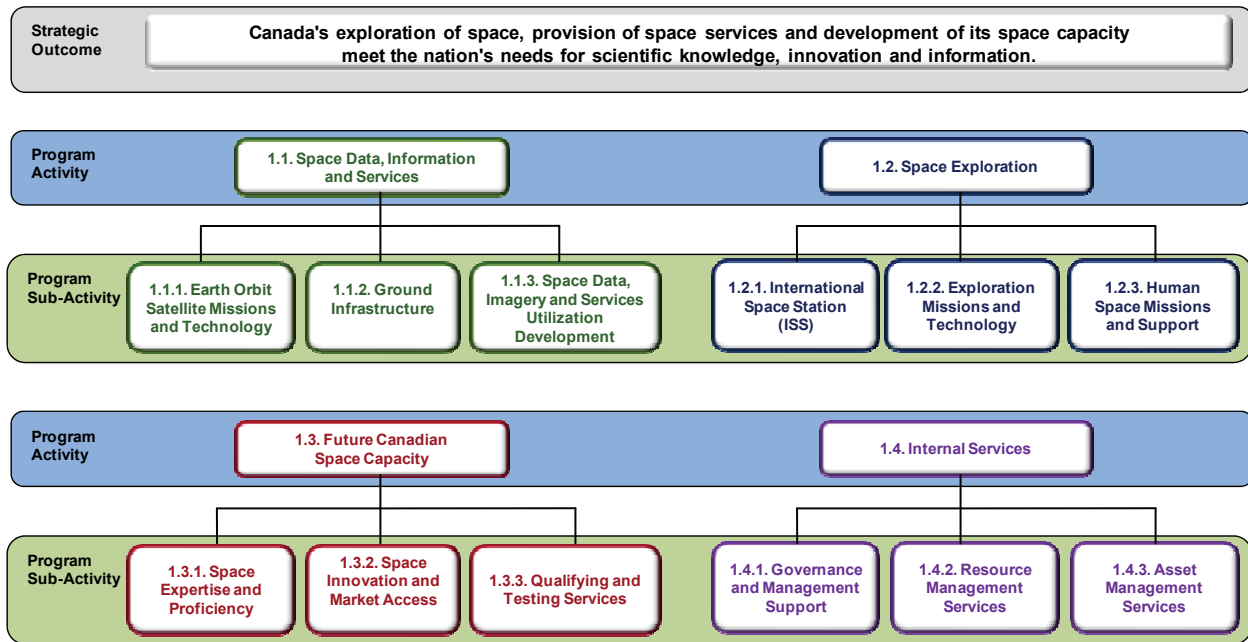 Strategic
Outcome
Canada's exploration of space, provision of space services and development of its space capacity
meet the nation's needs for scientific knowledge, innovation and information.
Program
Activity
1.1. Space Data, Information
and Services
1.2. Space Exploration
Program
Sub-Activity
1.1.1. Earth Orbit
Satellite Missions
and Technology
1.1.2. Ground
Infrastructure
1.1.3. Space Data,
Imagery and Services
Utilization
Development
1.2.1. International
Space Station
(ISS)
1.2.2. Exploration
Missions and
Technology
1.2.3. Human
Space Missions
and Support
Program
Activity
1.3. Future Canadian
Space Capacity
1.4. Internal Services
Program
Sub-Activity
1.3.1. Space
Expertise and
Proficiency
1.3.2. Space
Innovation and
Market Access
1.3.3. Qualifying and
Testing Services
1.4.1. Governance
and Management
Support
1.4.2. Resource
Management
Services
1.4.3. Asset
Management
Services